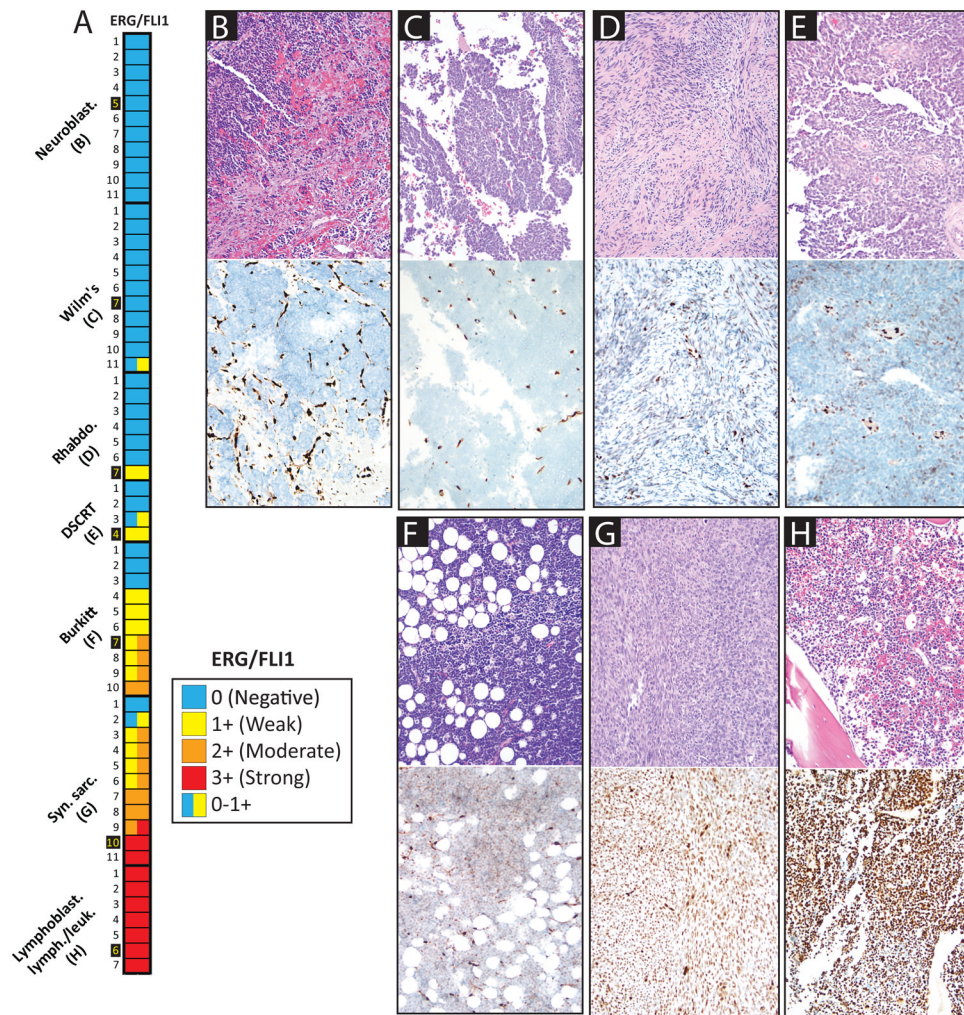 A
ERG/FLI1
Neuroblast.
(B)
1
2
3
4
5
6
7
8
9
10
11
Wilm's
(C)
1
2
3
4
5
6
7
8
9
10
11
Rhabdo.
(D)
1
2
3
4
5
6
7
DSCRT
(E)
1
2
3
4
Burkitt
(F)
1
2
3
4
5
6
7
8
9
10
Syn. sarc.
(G)
1
2
3
4
5
6
7
8
9
10
11
Lymphoblast.
lymph./leuk.
(H)
1
2
3
4
5
6
7
B
C
D
E
F
G
H
ERG/FLI1
0 (Negative)
1+ (Weak)
2+ (Moderate)
3+ (Strong)
0-1+